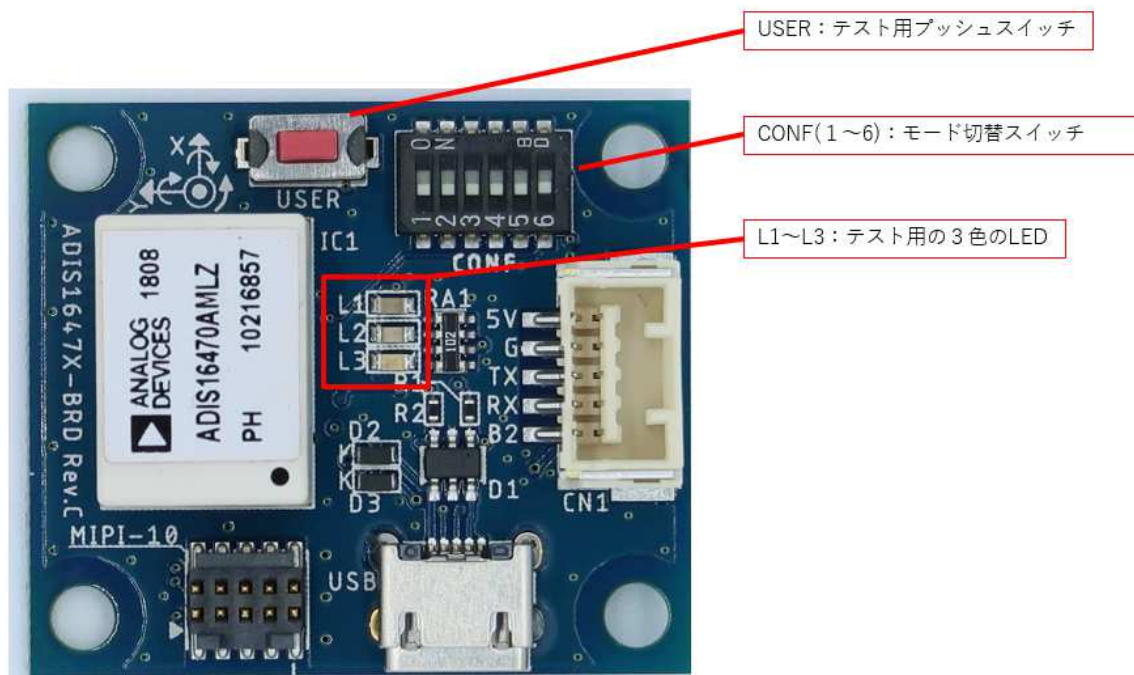 USER：テスト用プッシュスイッチ
CONF(１～6)：モード切替スイッチ
L1～L3：テスト用の３色のLED
X
Y
USER
O N B D
1 2 3 4 5 6
CONF
IC1
ADIS1647X-BRD Rev.C
ANALOG DEVICES 1808
ADIS16470AMLZ
PH 10216857
L1
L2
L3
RA1
102
5V
G
TX
RX
B2
R2
D2
K
K
D3
D1
CN1
MIPI-10
USB